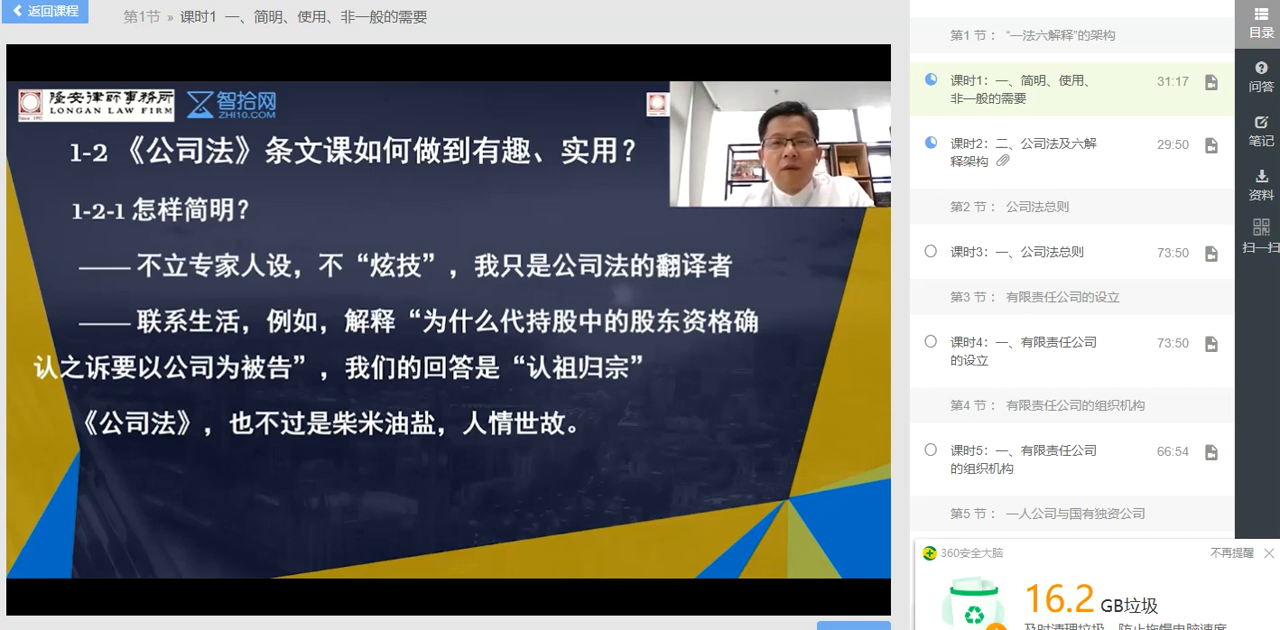 返回课程
第1节 » 课时1 一、简明、使用、非一般的需要
隆安律师事务所
LONGAN LAW FIRM
智拾网
ZHI10.COM
1-2 《公司法》条文课如何做到有趣、实用？
1-2-1 怎样简明？
—— 不立专家人设，不“炫技”，我只是公司法的翻译者
—— 联系生活，例如，解释“为什么代持股中的股东资格确
认之诉要以公司为被告”，我们的回答是“认祖归宗”
《公司法》，也不过是柴米油盐，人情世故。
第1节： “一法六解释”的架构
课时1：一、简明、使用、 31:17
非一般的需要
课时2：二、公司法及六解 29:50
释架构
第2节： 公司法总则
课时3：一、公司法总则 73:50
第3节： 有限责任公司的设立
课时4：一、有限责任公司 73:50
的设立
第4节： 有限责任公司的组织机构
课时5：一、有限责任公司 66:54
的组织机构
第5节： 一人公司与国有独资公司
目录
问答
笔记
资料
扫一扫
360安全大脑 不再提醒
16.2 GB垃圾
及时清理垃圾，防止拖慢电脑速度